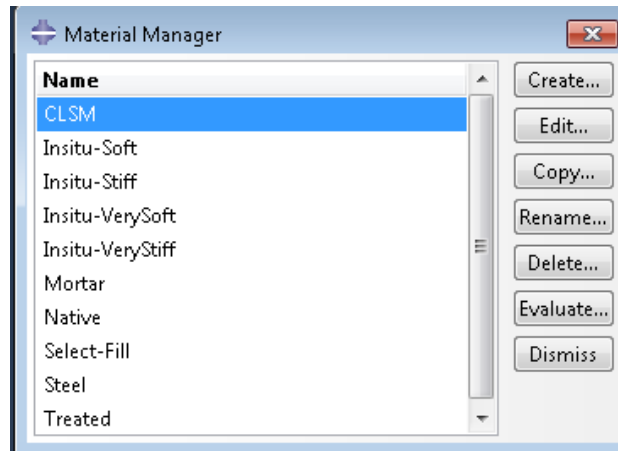 Material Manager
Name
CLSM
Insitu-Soft
Insitu-Stiff
Insitu-VerySoft
Insitu-VeryStiff
Mortar
Native
Select-Fill
Steel
Treated
Create...
Edit...
Copy...
Rename...
Delete...
Evaluate...
Dismiss